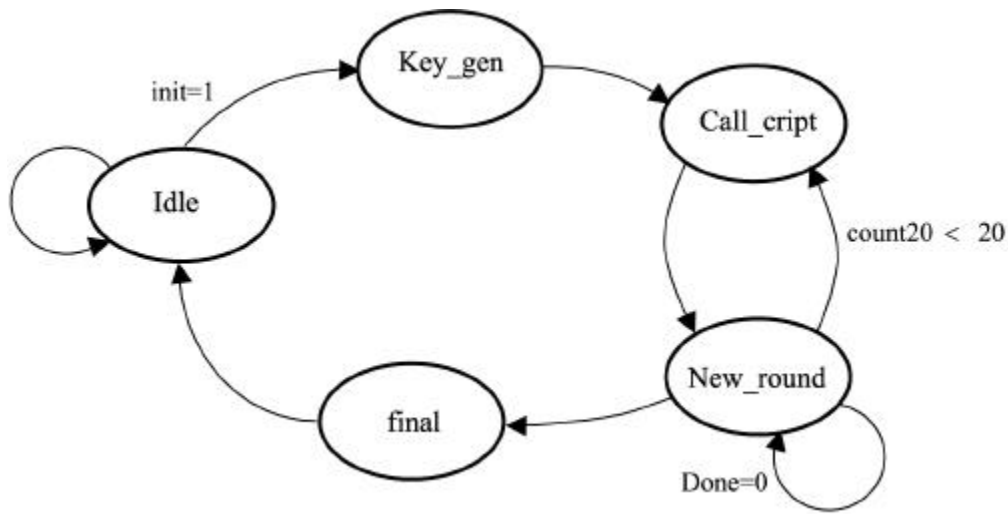 Key_gen
init=1
Call_cript
Idle
count20 < 20
New_round
final
Done=0